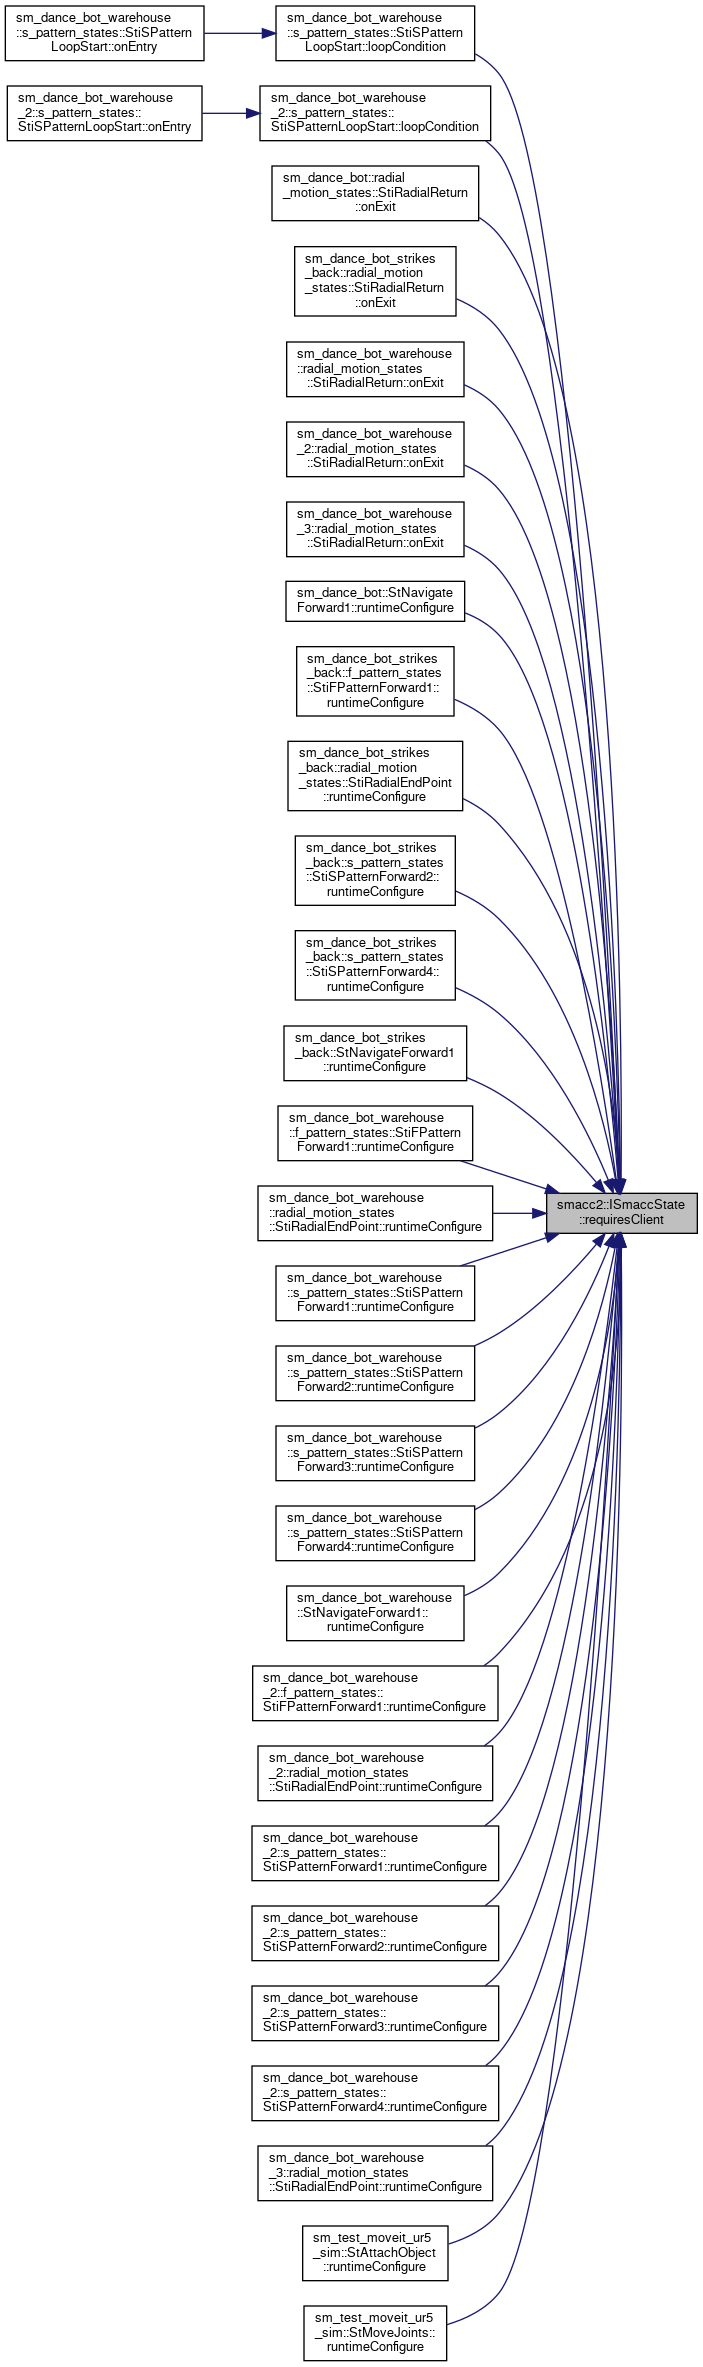 sm_dance_bot_warehouse
::s_pattern_states::StiSPattern
LoopStart::onEntry
sm_dance_bot_warehouse
::s_pattern_states::StiSPattern
LoopStart::loopCondition
sm_dance_bot_warehouse
_2::s_pattern_states::
StiSPatternLoopStart::onEntry
sm_dance_bot_warehouse
_2::s_pattern_states::
StiSPatternLoopStart::loopCondition
sm_dance_bot::radial
_motion_states::StiRadialReturn
::onExit
sm_dance_bot_strikes
_back::radial_motion
_states::StiRadialReturn
::onExit
sm_dance_bot_warehouse
::radial_motion_states
::StiRadialReturn::onExit
sm_dance_bot_warehouse
_2::radial_motion_states
::StiRadialReturn::onExit
sm_dance_bot_warehouse
_3::radial_motion_states
::StiRadialReturn::onExit
sm_dance_bot::StNavigate
Forward1::runtimeConfigure
sm_dance_bot_strikes
_back::f_pattern_states
::StiFPatternForward1::
runtimeConfigure
sm_dance_bot_strikes
_back::radial_motion
_states::StiRadialEndPoint
::runtimeConfigure
sm_dance_bot_strikes
_back::s_pattern_states
::StiSPatternForward2::
runtimeConfigure
sm_dance_bot_strikes
_back::s_pattern_states
::StiSPatternForward4::
runtimeConfigure
sm_dance_bot_strikes
_back::StNavigateForward1
::runtimeConfigure
sm_dance_bot_warehouse
::f_pattern_states::StiFPattern
Forward1::runtimeConfigure
sm_dance_bot_warehouse
::radial_motion_states
::StiRadialEndPoint::runtimeConfigure
smacc2::ISmaccState
::requiresClient
sm_dance_bot_warehouse
::s_pattern_states::StiSPattern
Forward1::runtimeConfigure
sm_dance_bot_warehouse
::s_pattern_states::StiSPattern
Forward2::runtimeConfigure
sm_dance_bot_warehouse
::s_pattern_states::StiSPattern
Forward3::runtimeConfigure
sm_dance_bot_warehouse
::s_pattern_states::StiSPattern
Forward4::runtimeConfigure
sm_dance_bot_warehouse
::StNavigateForward1::
runtimeConfigure
sm_dance_bot_warehouse
_2::f_pattern_states::
StiFPatternForward1::runtimeConfigure
sm_dance_bot_warehouse
_2::radial_motion_states
::StiRadialEndPoint::runtimeConfigure
sm_dance_bot_warehouse
_2::s_pattern_states::
StiSPatternForward1::runtimeConfigure
sm_dance_bot_warehouse
_2::s_pattern_states::
StiSPatternForward2::runtimeConfigure
sm_dance_bot_warehouse
_2::s_pattern_states::
StiSPatternForward3::runtimeConfigure
sm_dance_bot_warehouse
_2::s_pattern_states::
StiSPatternForward4::runtimeConfigure
sm_dance_bot_warehouse
_3::radial_motion_states
::StiRadialEndPoint::runtimeConfigure
sm_test_moveit_ur5
_sim::StAttachObject
::runtimeConfigure
sm_test_moveit_ur5
_sim::StMoveJoints::
runtimeConfigure